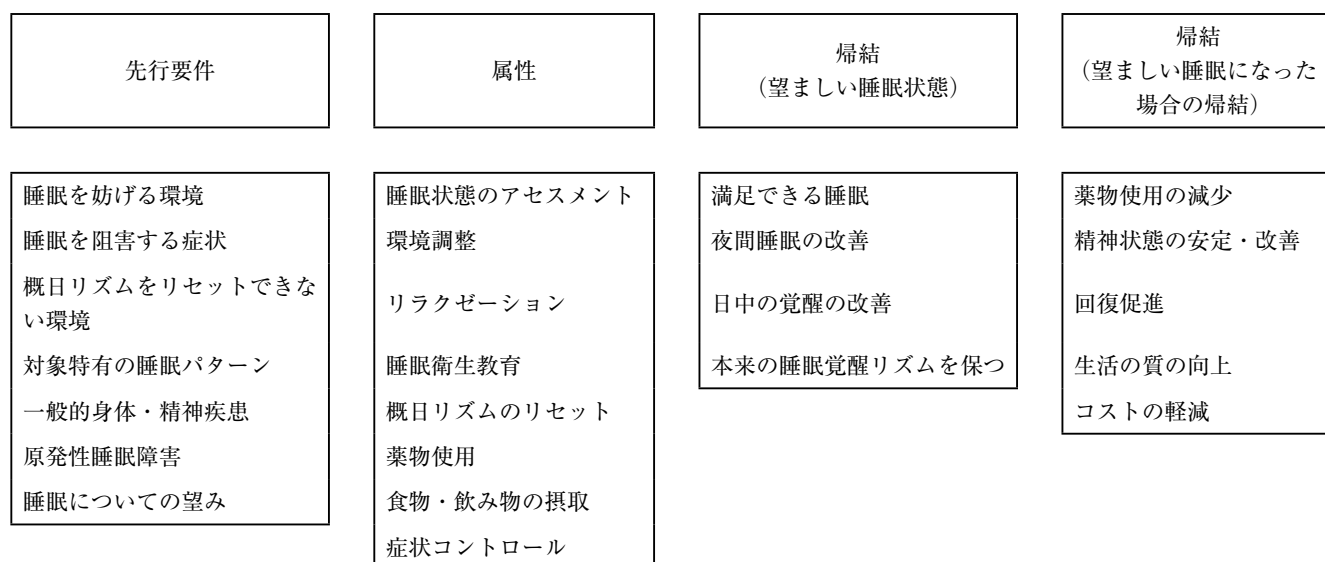 先行要件
属性
帰結
（望ましい睡眠状態）
帰結
（望ましい睡眠になった
場合の帰結）
睡眠を妨げる環境
睡眠を阻害する症状
概日リズムをリセットできな
い環境
対象特有の睡眠パターン
一般的身体・精神疾患
原発性睡眠障害
睡眠についての望み
睡眠状態のアセスメント
環境調整
リラクゼーション
睡眠衛生教育
概日リズムのリセット
薬物使用
食物・飲み物の摂取
症状コントロール
満足できる睡眠
夜間睡眠の改善
日中の覚醒の改善
本来の睡眠覚醒リズムを保つ
薬物使用の減少
精神状態の安定・改善
回復促進
生活の質の向上
コストの軽減